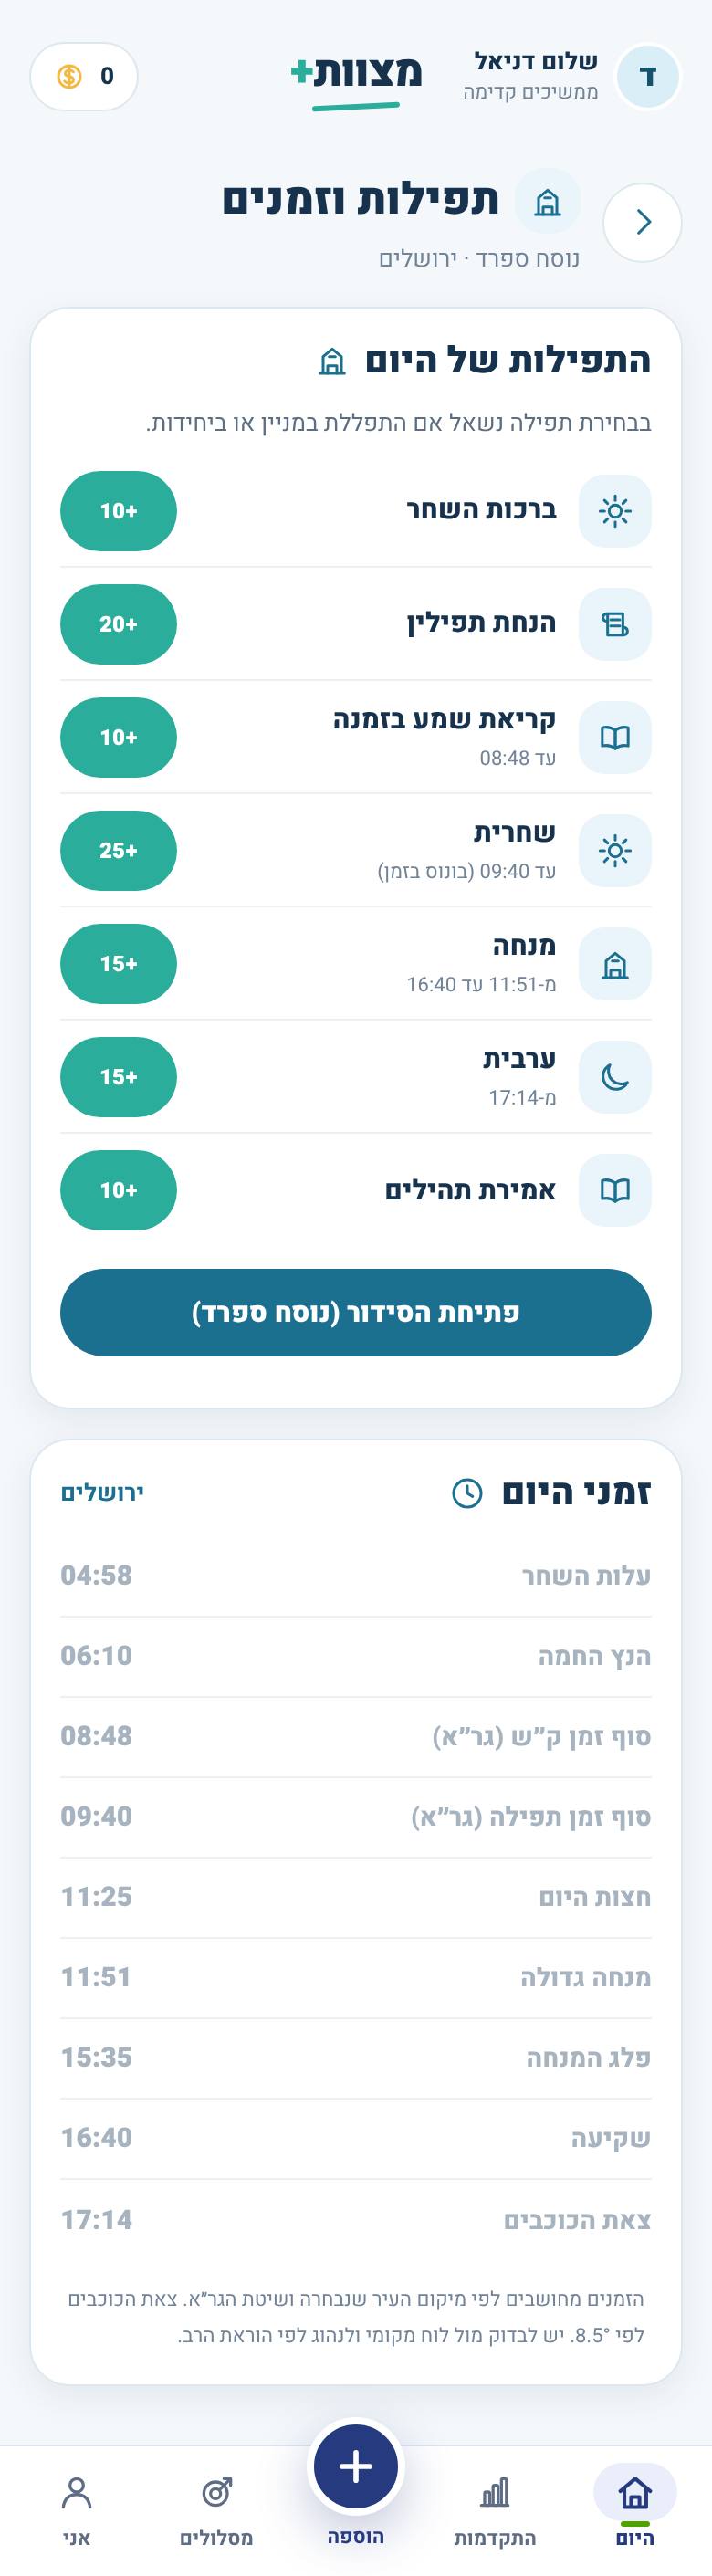 ד
שלום דניאל
ממשיכים קדימה
מצוות+
0
תפילות וזמנים
נוסח ספרד · ירושלים
התפילות של היום
בבחירת תפילה נשאל אם התפללת במניין או ביחידות.
ברכות השחר
+10
הנחת תפילין
+20
קריאת שמע בזמנה
עד 08:48
+10
שחרית
עד 09:40 (בונוס בזמן)
+25
מנחה
מ-11:51 עד 16:40
+15
ערבית
מ-17:14
+15
אמירת תהילים
+10
פתיחת הסידור (נוסח ספרד)
זמני היום
ירושלים
עלות השחר 04:58
הנץ החמה 06:10
סוף זמן ק״ש (גר״א) 08:48
סוף זמן תפילה (גר״א) 09:40
חצות היום 11:25
מנחה גדולה 11:51
פלג המנחה 15:35
שקיעה 16:40
צאת הכוכבים 17:14
הזמנים מחושבים לפי מיקום העיר שנבחרה ושיטת הגר״א. צאת הכוכבים
לפי 8.5°. יש לבדוק מול לוח מקומי ולנהוג לפי הוראת הרב.
היום
התקדמות
הוספה
מסלולים
אני